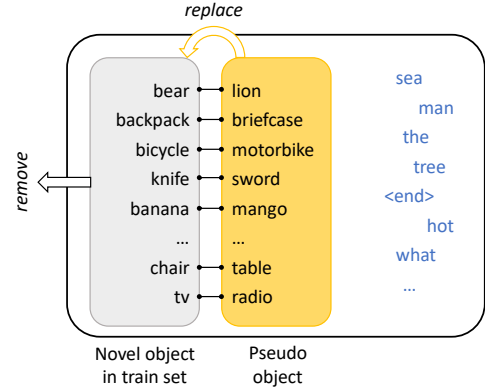 replace
remove
bear lion
backpack briefcase
bicycle motorbike
knife sword
banana mango
... ...
chair table
tv radio
sea
man
the
tree
<end>
hot
what
...
Novel object
in train set
Pseudo
object